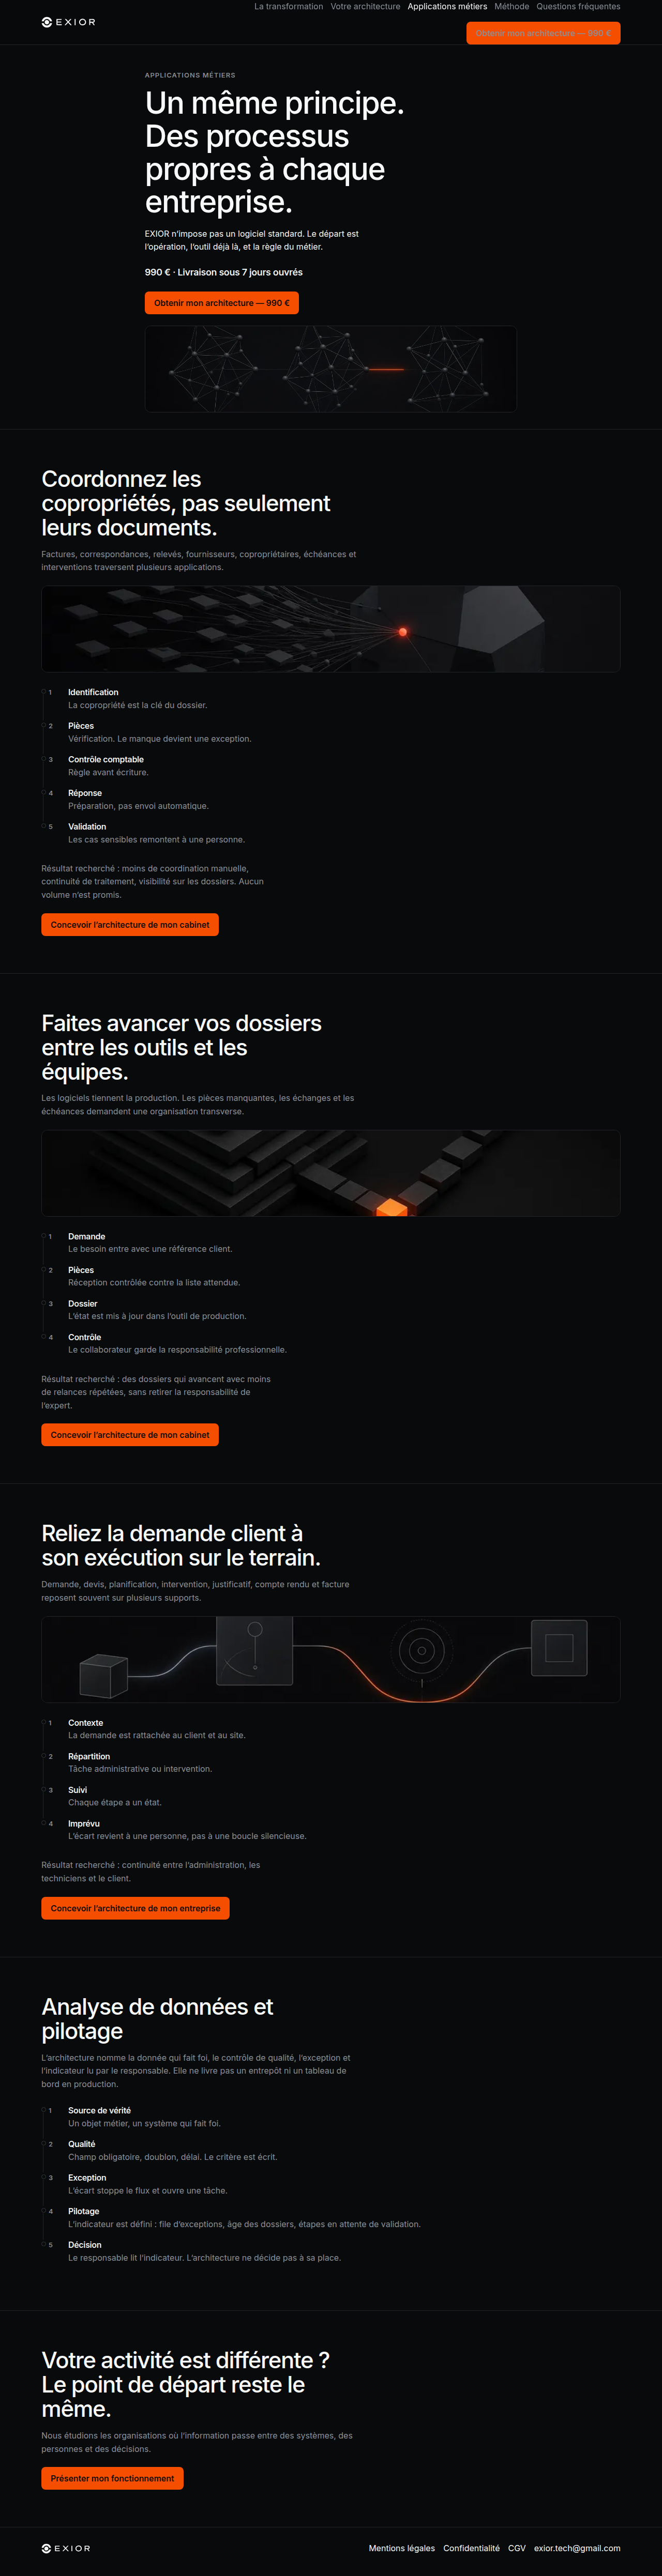 La transformation Votre architecture Applications métiers Méthode Questions fréquentes
EXIOR
Obtenir mon architecture — 990 €
APPLICATIONS MÉTIERS
Un même principe.
Des processus
propres à chaque
entreprise.
EXIOR n’impose pas un logiciel standard. Le départ est
l’opération, l’outil déjà là, et la règle du métier.
990 € · Livraison sous 7 jours ouvrés
Obtenir mon architecture — 990 €
Coordonnez les
copropriétés, pas seulement
leurs documents.
Factures, correspondances, relevés, fournisseurs, copropriétaires, échéances et
interventions traversent plusieurs applications.
1 Identification
La copropriété est la clé du dossier.
2 Pièces
Vérification. Le manque devient une exception.
3 Contrôle comptable
Règle avant écriture.
4 Réponse
Préparation, pas envoi automatique.
5 Validation
Les cas sensibles remontent à une personne.
Résultat recherché : moins de coordination manuelle,
continuité de traitement, visibilité sur les dossiers. Aucun
volume n’est promis.
Concevoir l’architecture de mon cabinet
Faites avancer vos dossiers
entre les outils et les
équipes.
Les logiciels tiennent la production. Les pièces manquantes, les échanges et les
échéances demandent une organisation transverse.
1 Demande
Le besoin entre avec une référence client.
2 Pièces
Réception contrôlée contre la liste attendue.
3 Dossier
L’état est mis à jour dans l’outil de production.
4 Contrôle
Le collaborateur garde la responsabilité professionnelle.
Résultat recherché : des dossiers qui avancent avec moins
de relances répétées, sans retirer la responsabilité de
l’expert.
Concevoir l’architecture de mon cabinet
Reliez la demande client à
son exécution sur le terrain.
Demande, devis, planification, intervention, justificatif, compte rendu et facture
reposent souvent sur plusieurs supports.
1 Contexte
La demande est rattachée au client et au site.
2 Répartition
Tâche administrative ou intervention.
3 Suivi
Chaque étape a un état.
4 Imprévu
L’écart revient à une personne, pas à une boucle silencieuse.
Résultat recherché : continuité entre l’administration, les
techniciens et le client.
Concevoir l’architecture de mon entreprise
Analyse de données et
pilotage
L’architecture nomme la donnée qui fait foi, le contrôle de qualité, l’exception et
l’indicateur lu par le responsable. Elle ne livre pas un entrepôt ni un tableau de
bord en production.
1 Source de vérité
Un objet métier, un système qui fait foi.
2 Qualité
Champ obligatoire, doublon, délai. Le critère est écrit.
3 Exception
L’écart stoppe le flux et ouvre une tâche.
4 Pilotage
L’indicateur est défini : file d’exceptions, âge des dossiers, étapes en attente de validation.
5 Décision
Le responsable lit l’indicateur. L’architecture ne décide pas à sa place.
Votre activité est différente ?
Le point de départ reste le
même.
Nous étudions les organisations où l’information passe entre des systèmes, des
personnes et des décisions.
Présenter mon fonctionnement
EXIOR
Mentions légales Confidentialité CGV exior.tech@gmail.com